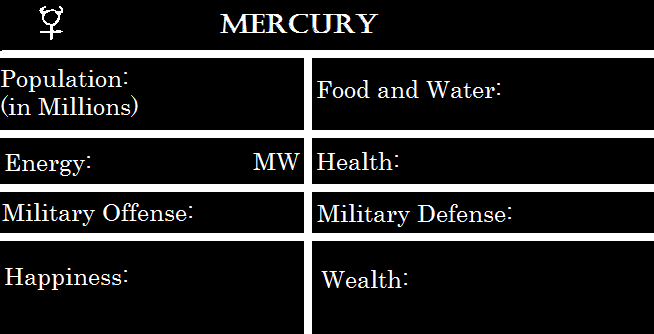 MERCURY
Population:
(in Millions)
Food and Water:
Energy: MW
Health:
Military Offense:
Military Defense:
Happiness:
Wealth: